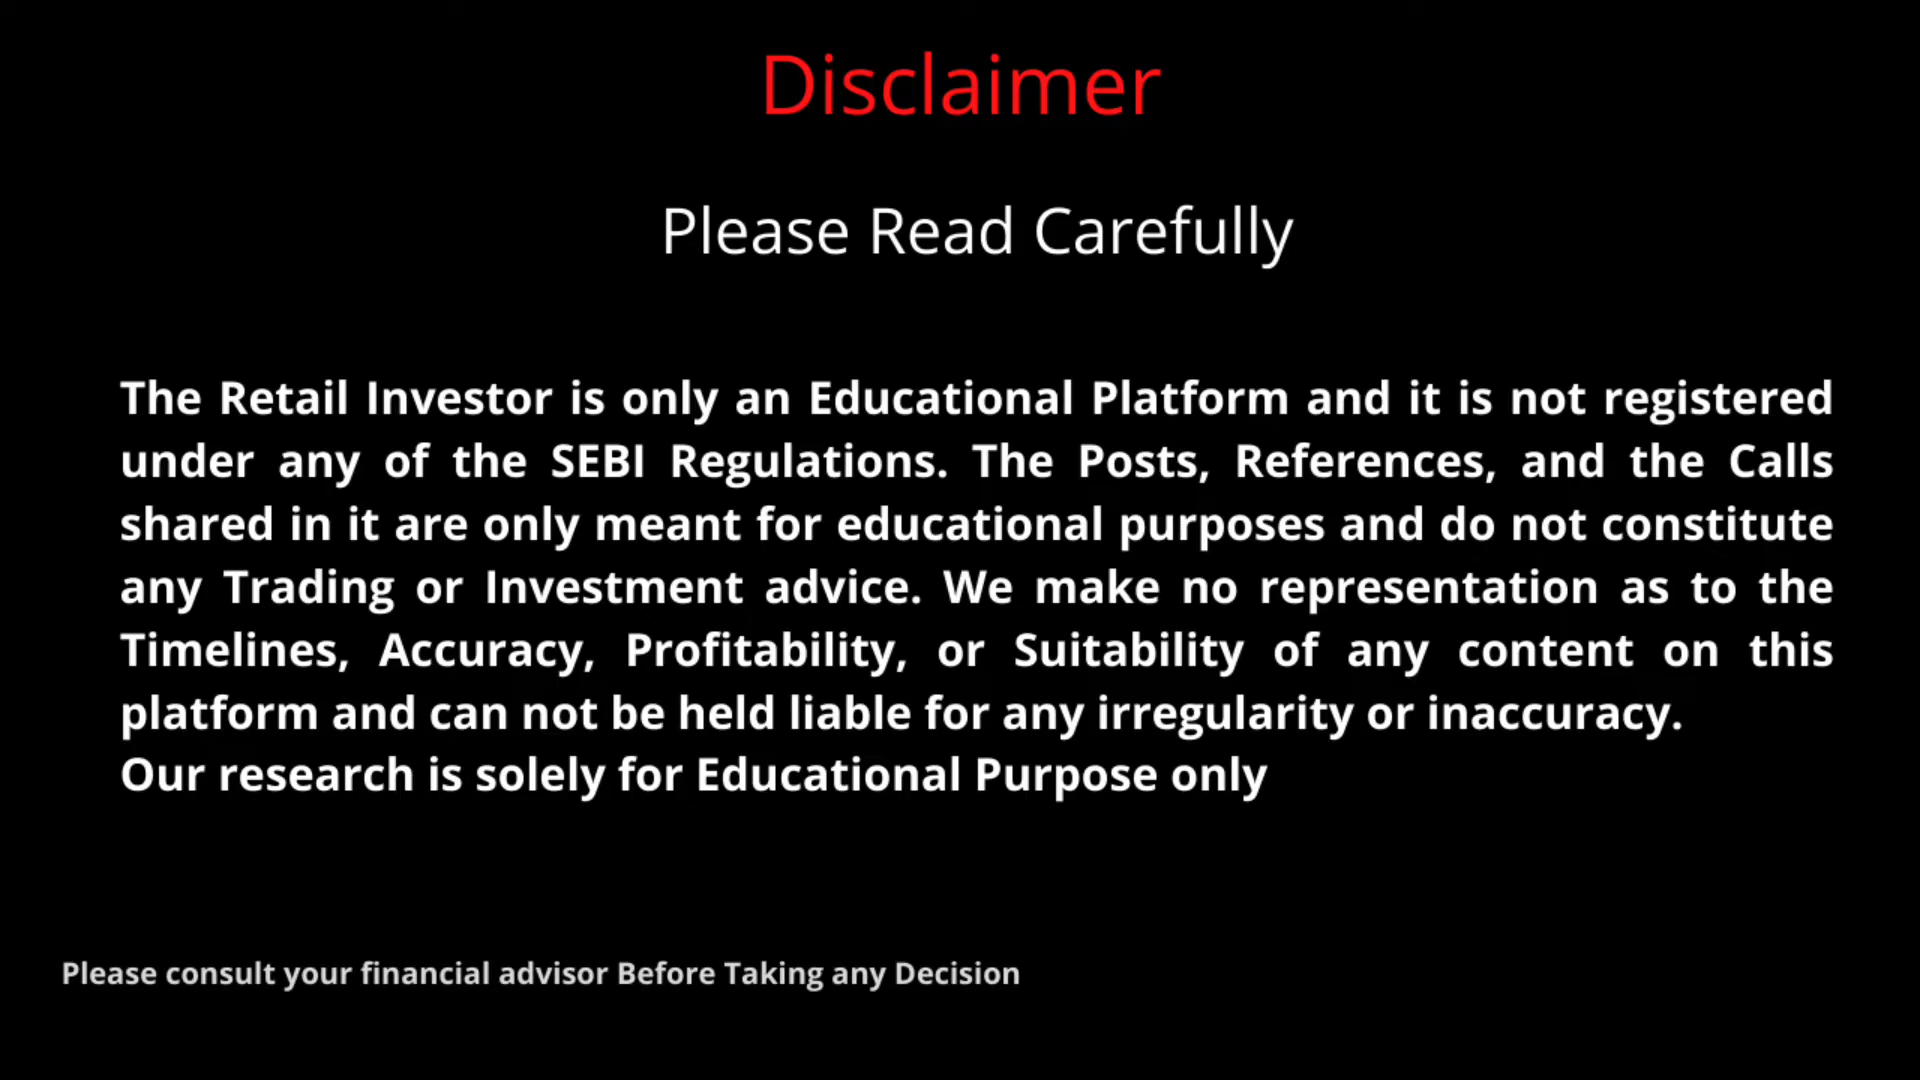 Disclaimer
Please Read Carefully
The Retail Investor is only an Educational Platform and it is not registered
under any of the SEBI Regulations. The Posts, References, and the Calls
shared in it are only meant for educational purposes and do not constitute
any Trading or Investment advice. We make no representation as to the
Timelines, Accuracy, Profitability, or Suitability of any content on this
platform and can not be held liable for any irregularity or inaccuracy.
Our research is solely for Educational Purpose only
Please consult your financial advisor Before Taking any Decision